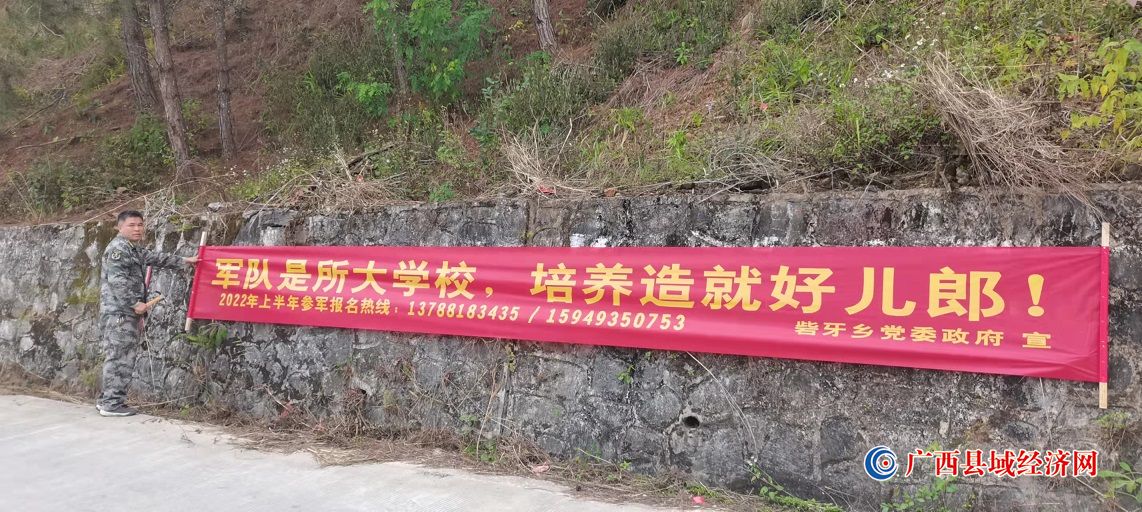 军队是所大学校，培养造就好儿郎！
2022年上半年参军报名热线：13788183435 / 15949350753
砦牙乡党委政府 宣
广西县域经济网